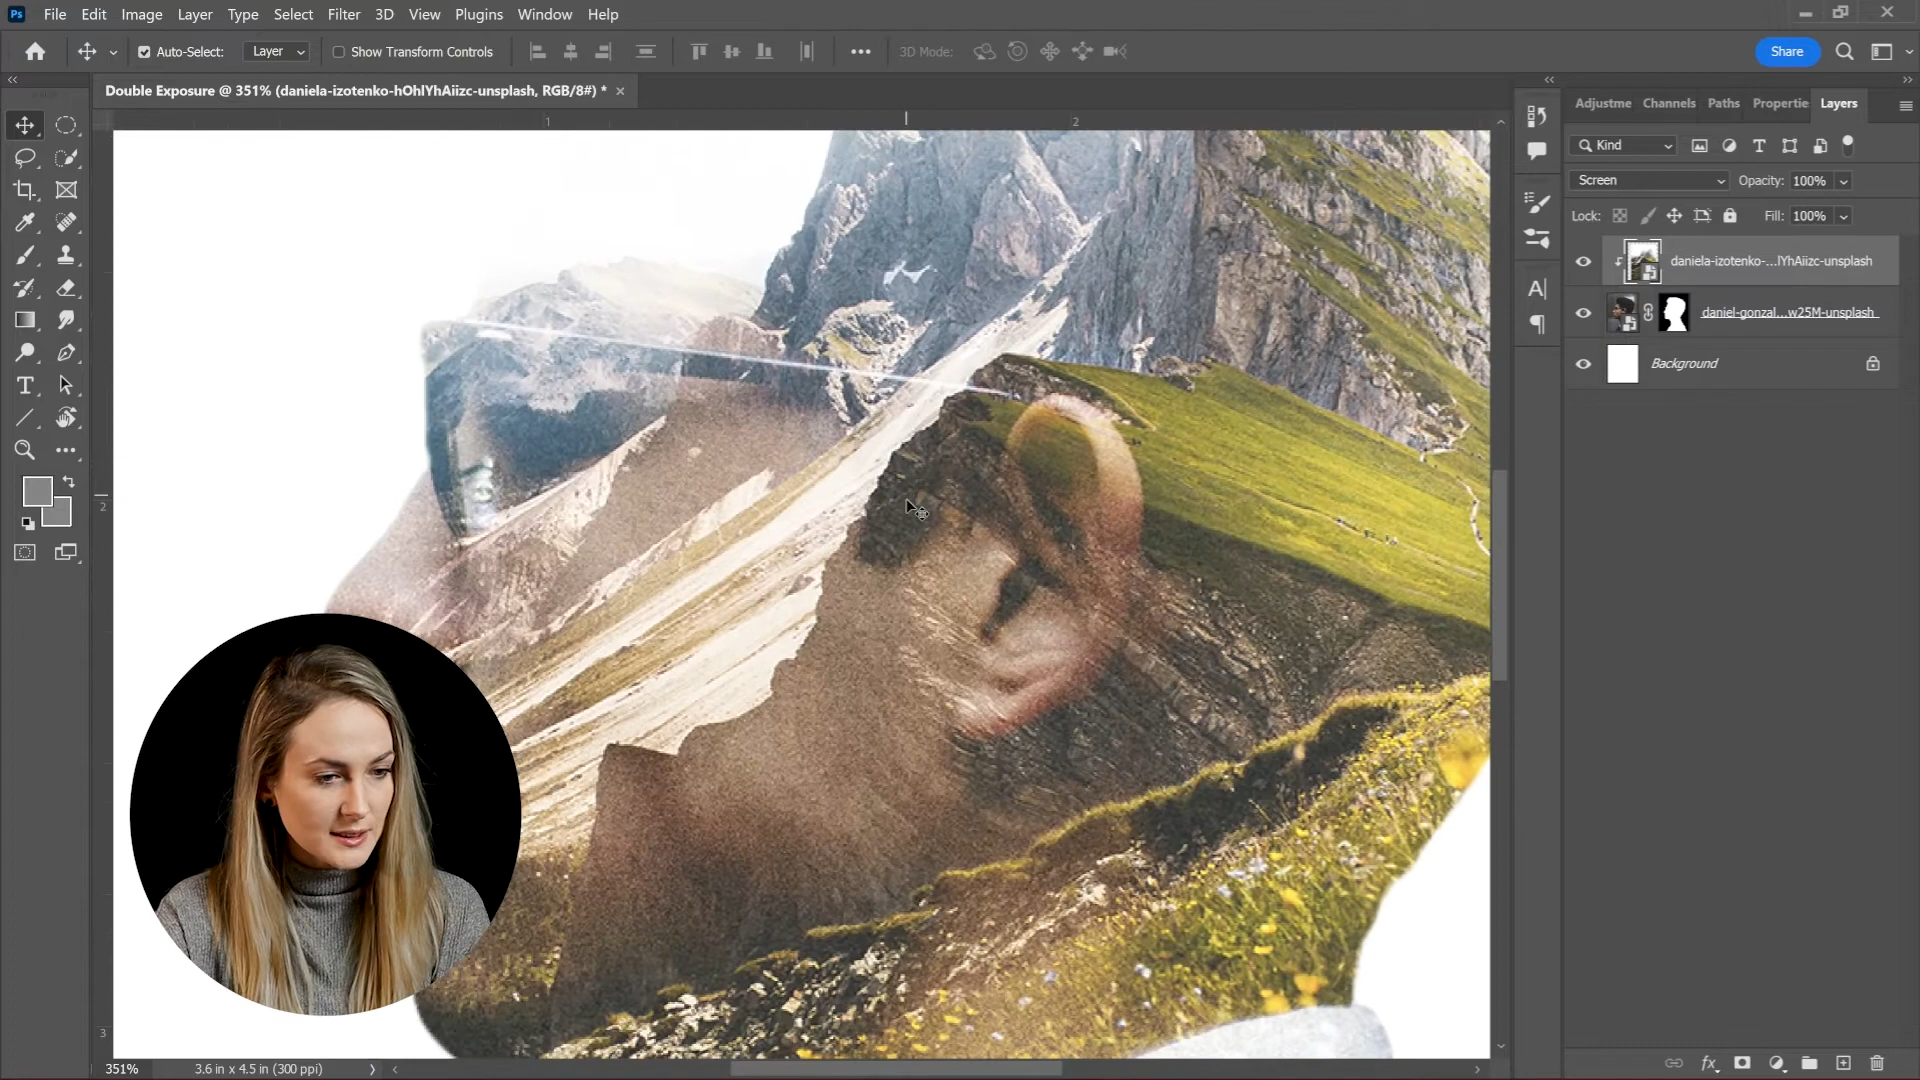 Ps File Edit Image Layer Type Select Filter 3D View Plugins Window Help
Auto-Select: Layer Show Transform Controls 3D Mode: Share
Double Exposure @ 351% (daniela-izotenko-hOhlYhAiizc-unsplash, RGB/8#) * ×
Adjustme Channels Paths Propertie Layers
1 2
Kind
Screen Opacity: 100%
Lock: Fill: 100%
daniela-izotenko-...lYhAiizc-unsplash
daniel-gonzal...w25M-unsplash
Background
2
3
351% 3.6 in x 4.5 in (300 ppi)
fx